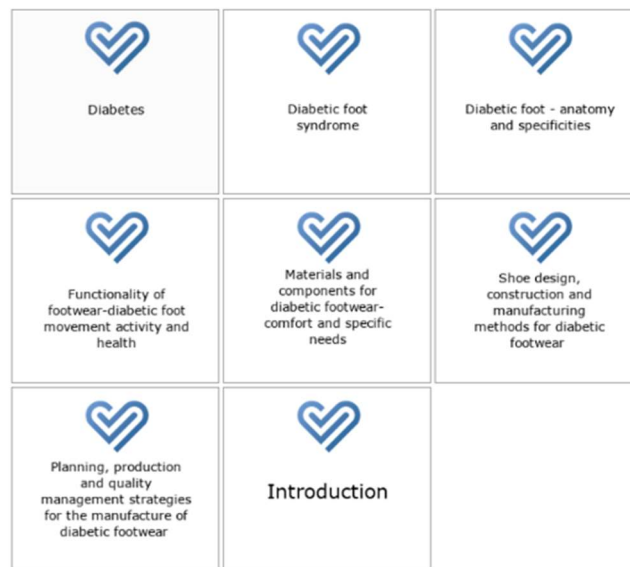 Diabetes
Diabetic foot
syndrome
Diabetic foot - anatomy
and specificities
Functionality of
footwear-diabetic foot
movement activity and
health
Materials and
components for
diabetic footwear-
comfort and specific
needs
Shoe design,
construction and
manufacturing
methods for diabetic
footwear
Planning, production
and quality
management strategies
for the manufacture of
diabetic footwear
Introduction